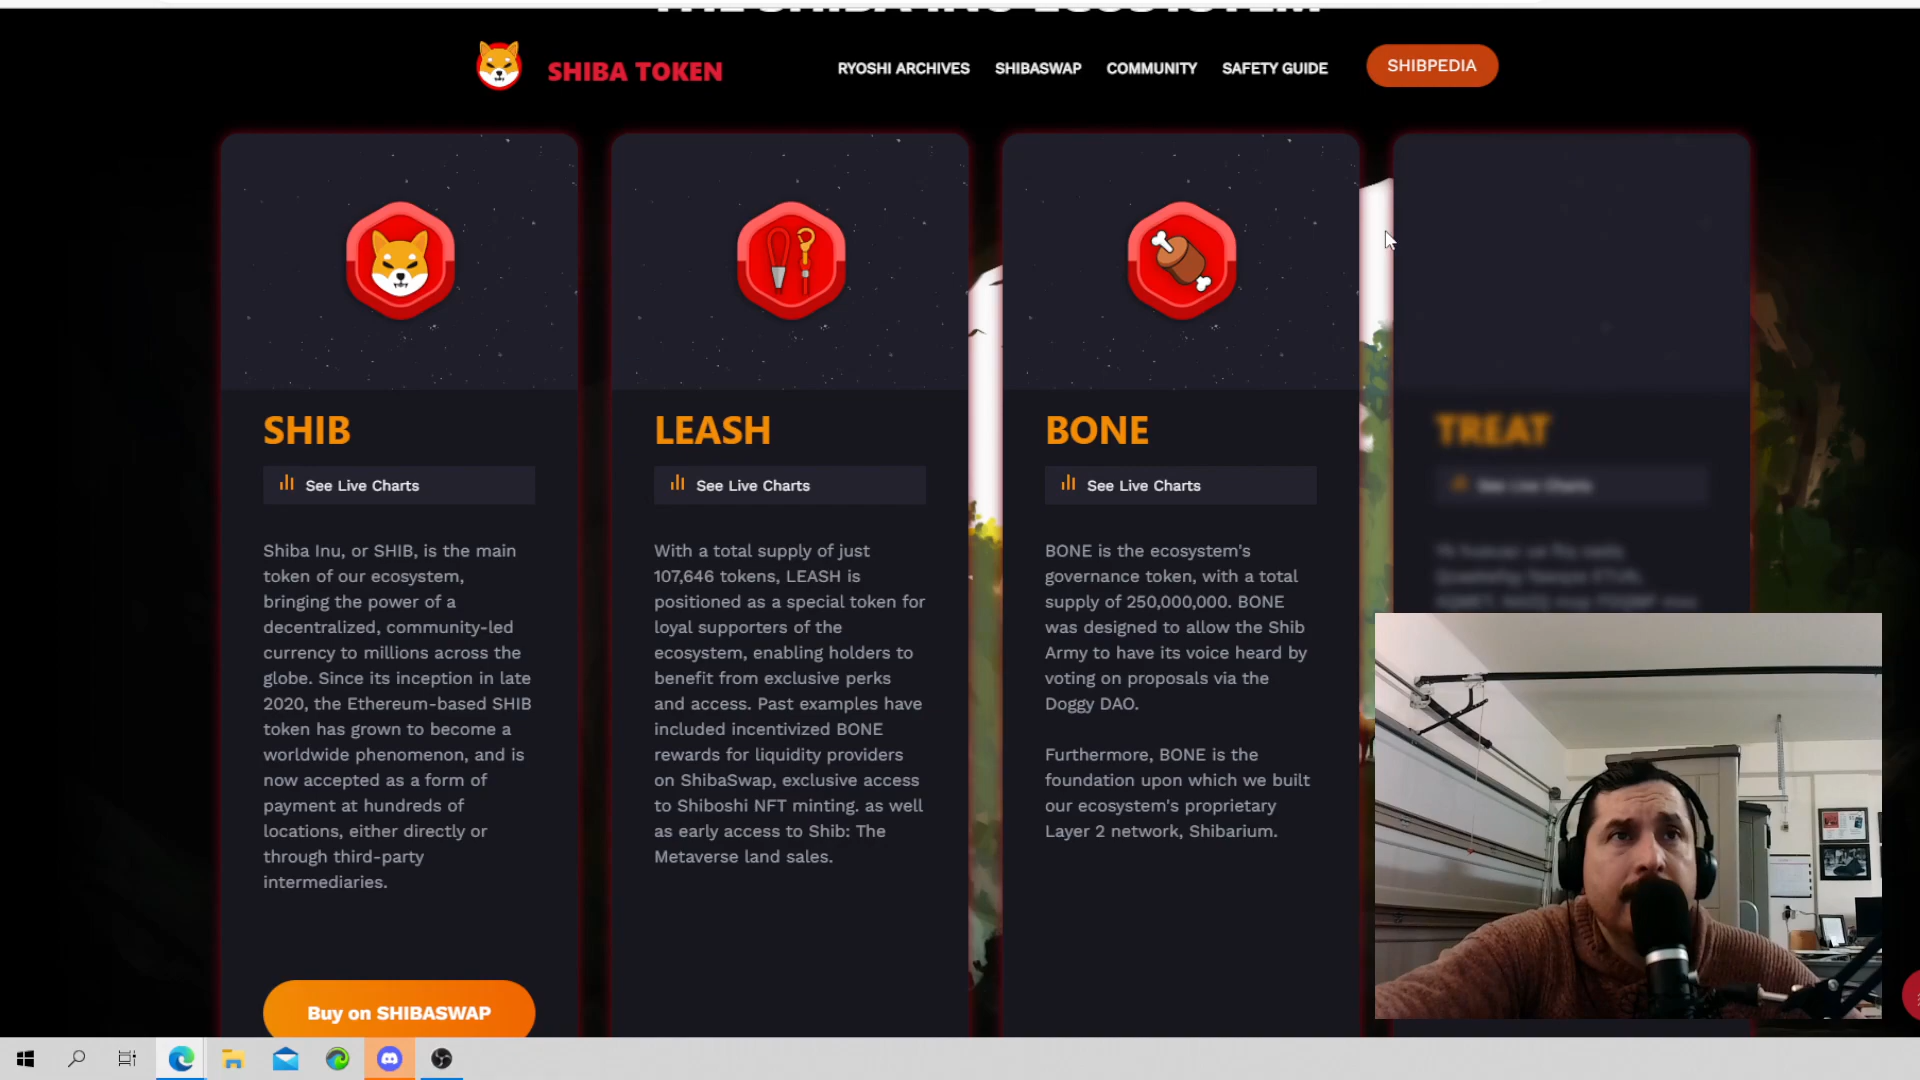 THE SHIBA INU ECOSYSTEM
SHIBA TOKEN
RYOSHI ARCHIVES
SHIBASWAP
COMMUNITY
SAFETY GUIDE
SHIBPEDIA
SHIB
See Live Charts
Shiba Inu, or SHIB, is the main
token of our ecosystem,
bringing the power of a
decentralized, community-led
currency to millions across the
globe. Since its inception in late
2020, the Ethereum-based SHIB
token has grown to become a
worldwide phenomenon, and is
now accepted as a form of
payment at hundreds of
locations, either directly or
through third-party
intermediaries.
Buy on SHIBASWAP
LEASH
See Live Charts
With a total supply of just
107,646 tokens, LEASH is
positioned as a special token for
loyal supporters of the
ecosystem, enabling holders to
benefit from exclusive perks
and access. Past examples have
included incentivized BONE
rewards for liquidity providers
on ShibaSwap, exclusive access
to Shiboshi NFT minting. as well
as early access to Shib: The
Metaverse land sales.
BONE
See Live Charts
BONE is the ecosystem's
governance token, with a total
supply of 250,000,000. BONE
was designed to allow the Shib
Army to have its voice heard by
voting on proposals via the
Doggy DAO.
Furthermore, BONE is the
foundation upon which we built
our ecosystem's proprietary
Layer 2 network, Shibarium.
TREAT
See Live Charts